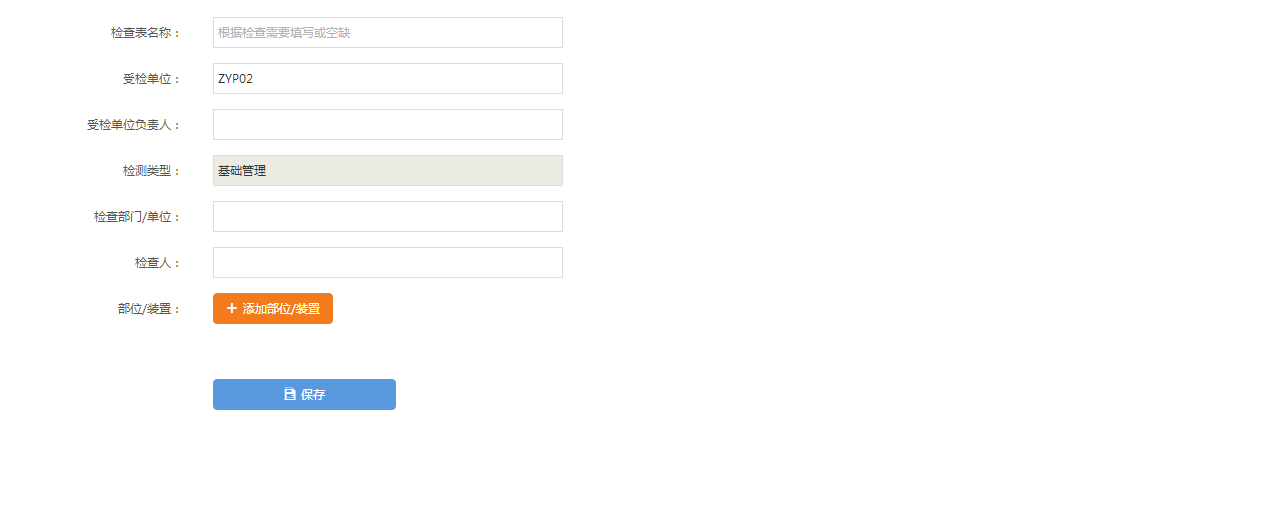 检查表名称： 根据检查需要填写或空缺
受检单位： ZYP02
受检单位负责人：
检测类型： 基础管理
检查部门/单位：
检查人：
部位/装置： + 添加部位/装置
保存